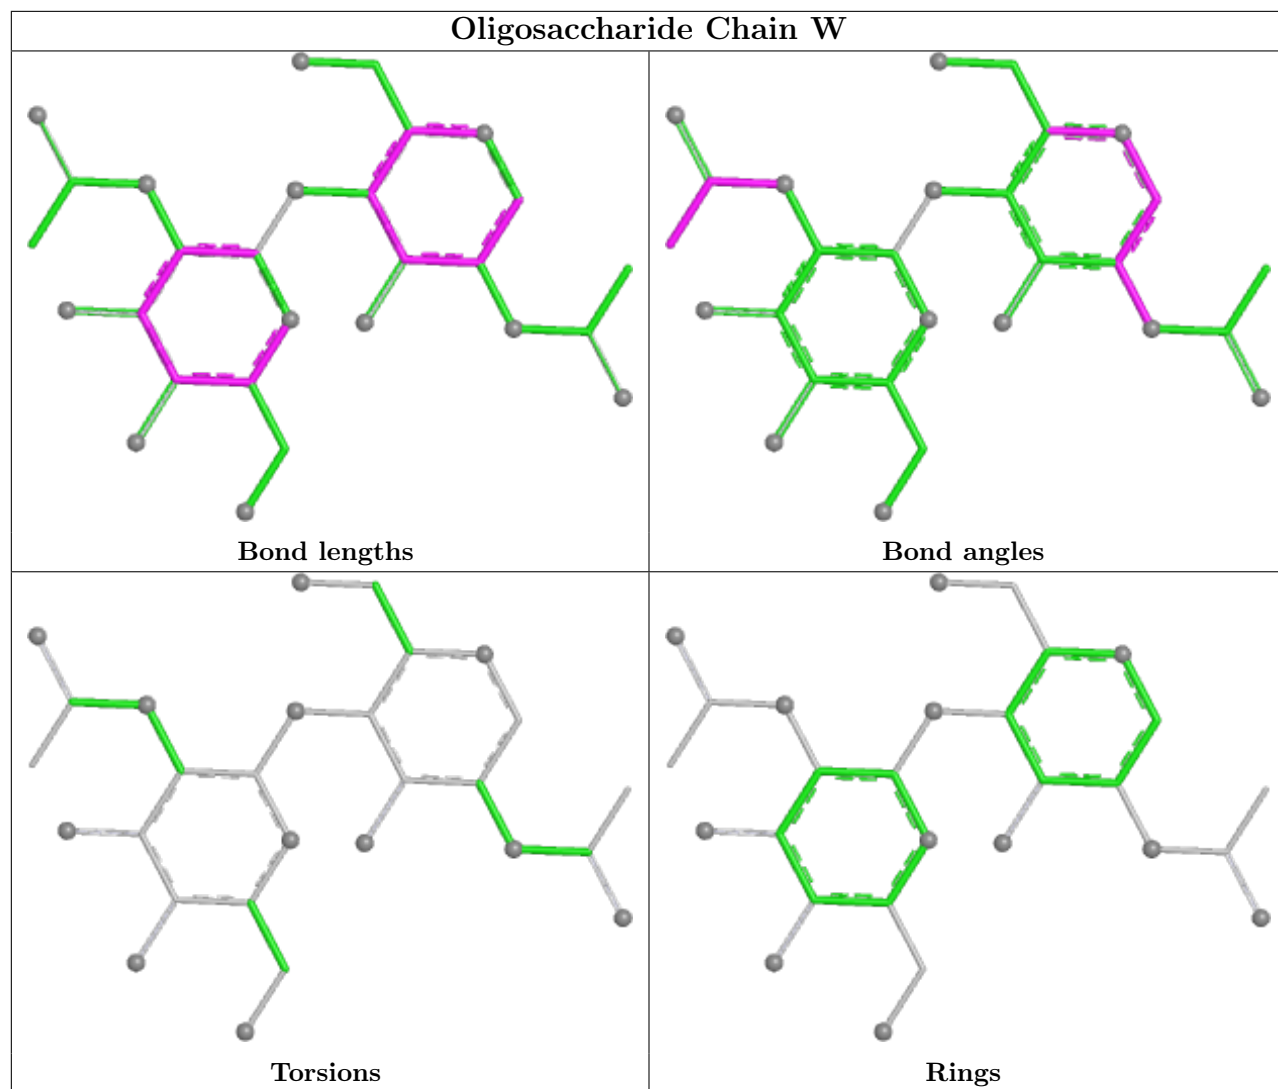 Oligosaccharide Chain W
Bond lengths
Bond angles
Torsions
Rings